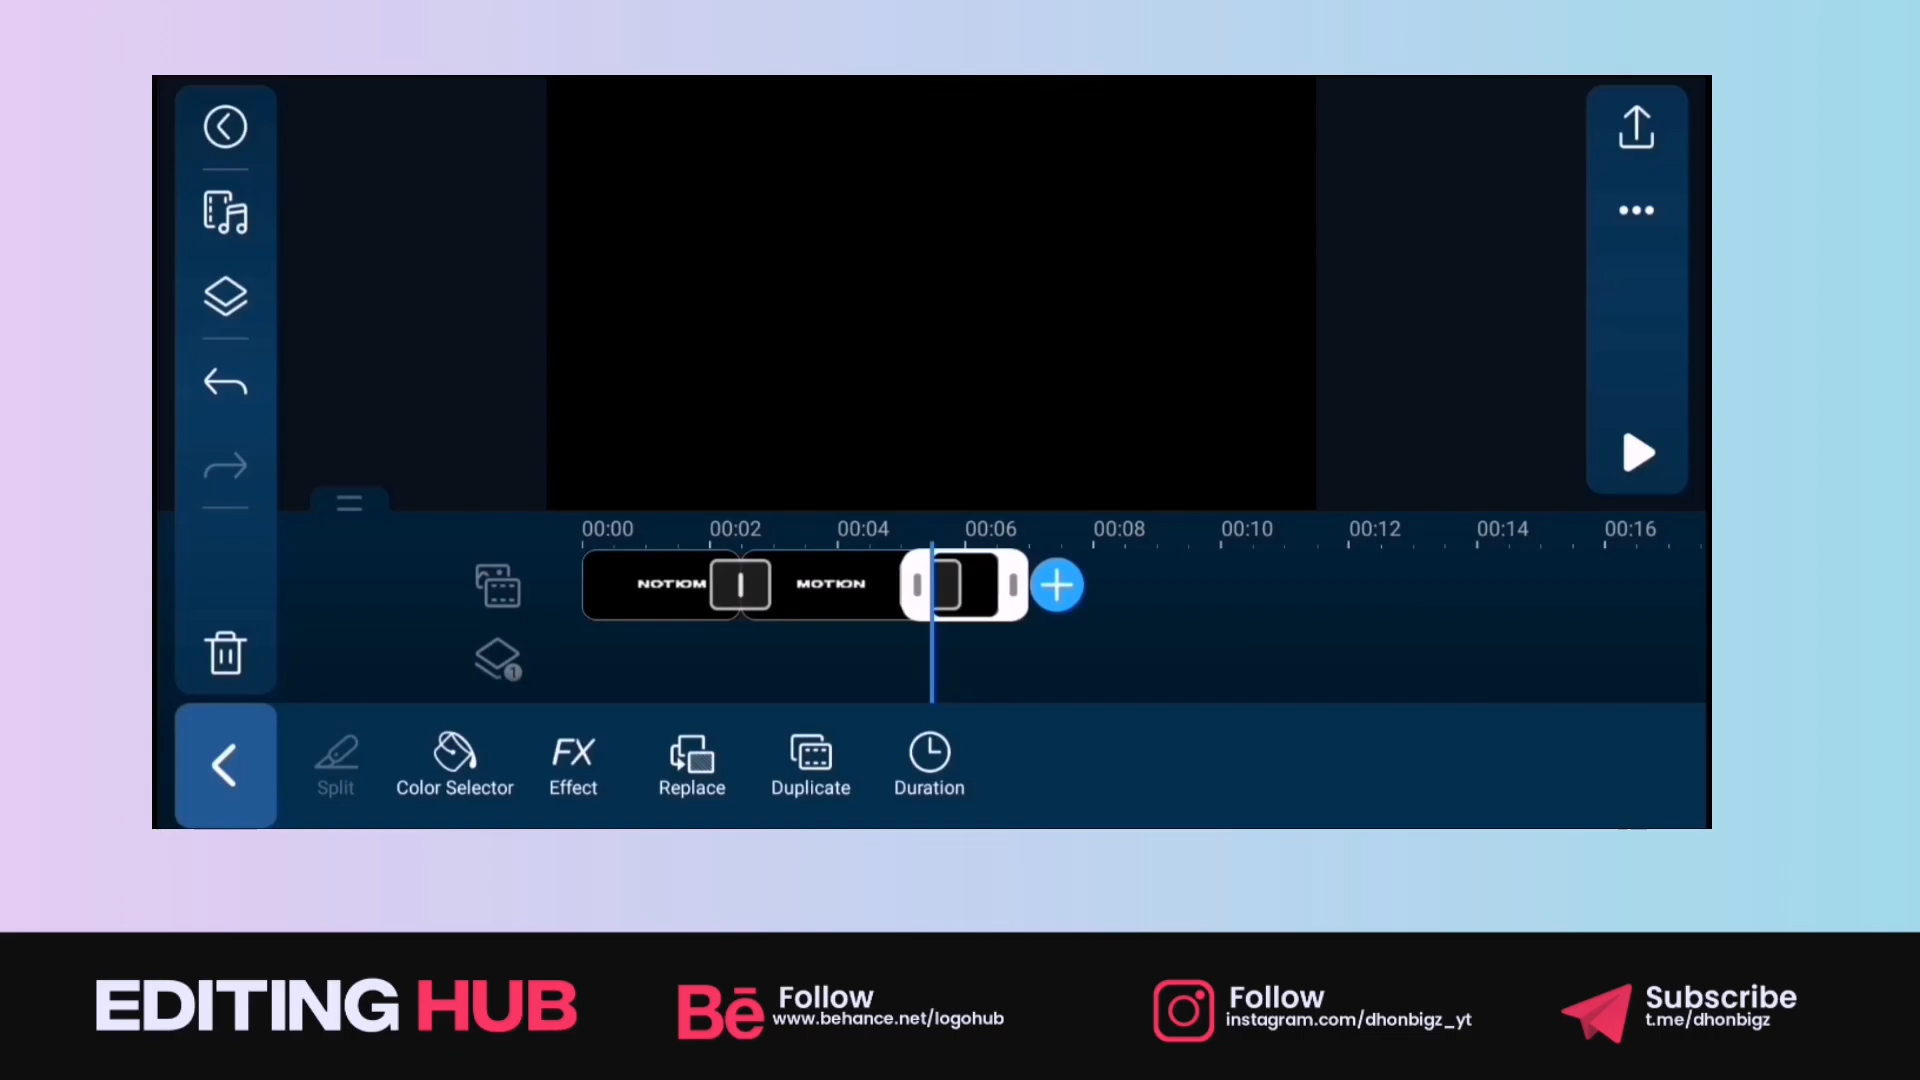 00:00 00:02 00:04 00:06 00:08 00:10 00:12 00:14 00:16
NOTIOM MOTION
1
Split Color Selector FX Effect Replace Duplicate Duration
EDITING HUB
Bē Follow
www.behance.net/logohub
Follow
instagram.com/dhonbigz_yt
Subscribe
t.me/dhonbigz